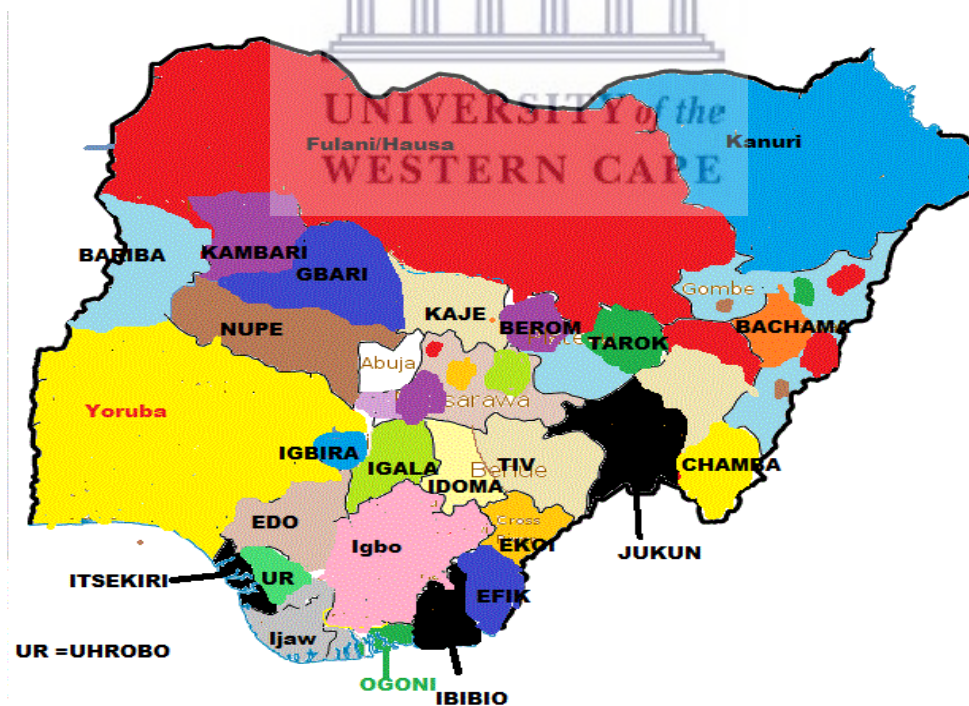 UNIVERSITY of the
WESTERN CAPE
Fulani/Hausa
Kanuri
BARIBA
KAMBARI
GBARI
Gombe
NUPE
KAJE
BEROM
TAROK
BACHAMA
Abuja
Yoruba
IGBIRA
IGALA
IDOMA
TIV
Benue
CHAMBA
EDO
Igbo
Cross
EKOI
JUKUN
ITSEKIRI
UR
EFIK
Ijaw
UR =UHROBO
OGONI
IBIBIO